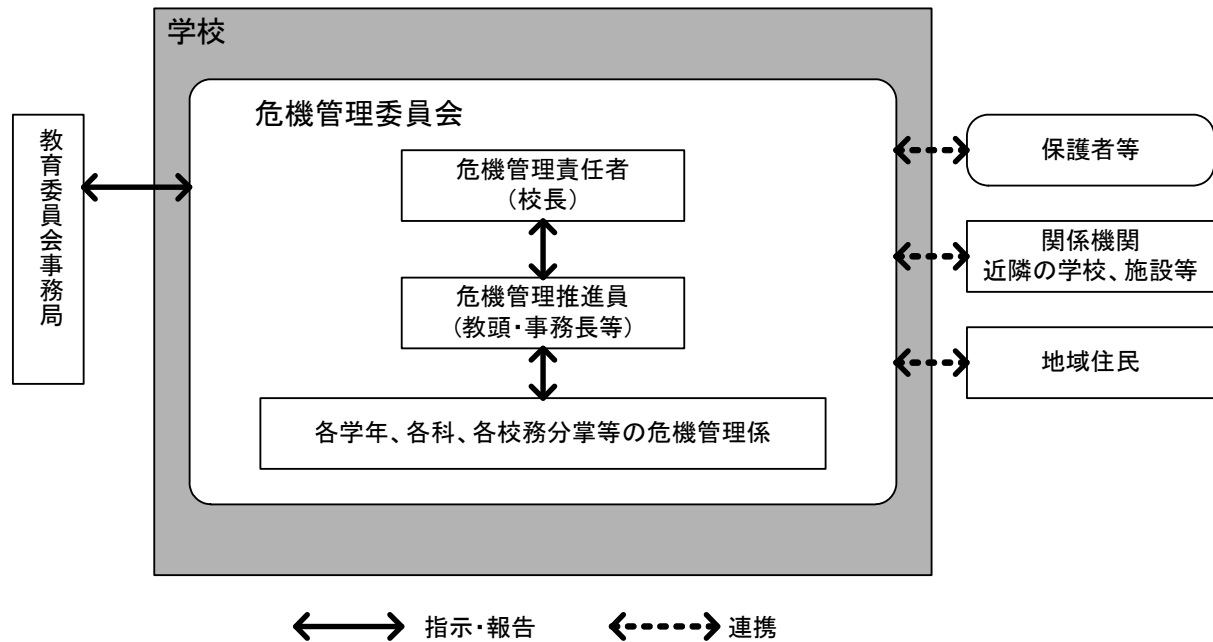 学校
危機管理委員会
教育委員会事務局
危機管理責任者
(校長)
危機管理推進員
(教頭・事務長等)
各学年、各科、各校務分掌等の危機管理係
保護者等
関係機関
近隣の学校、施設等
地域住民
指示・報告
連携